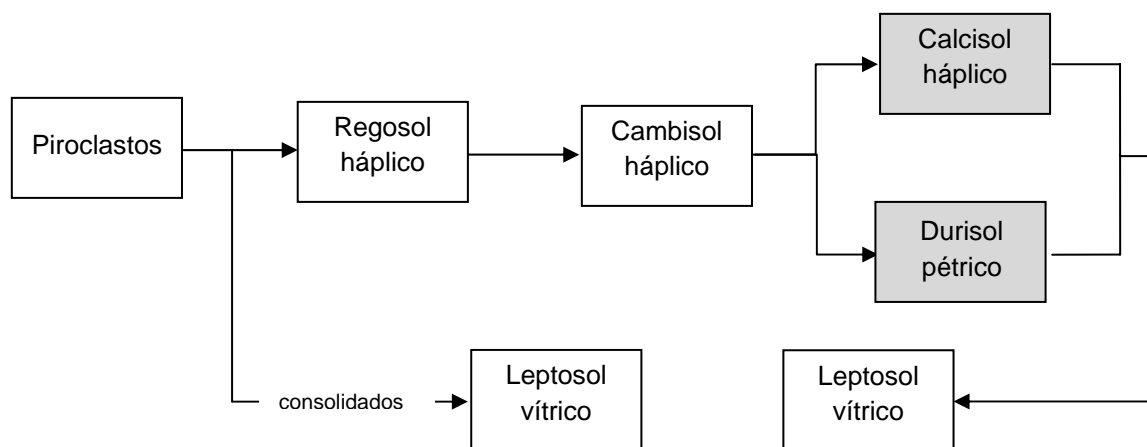 Piroclastos
Regosol
háplico
Cambisol
háplico
Calcisol
háplico
Durisol
pétrico
consolidados
Leptosol
vítrico
Leptosol
vítrico